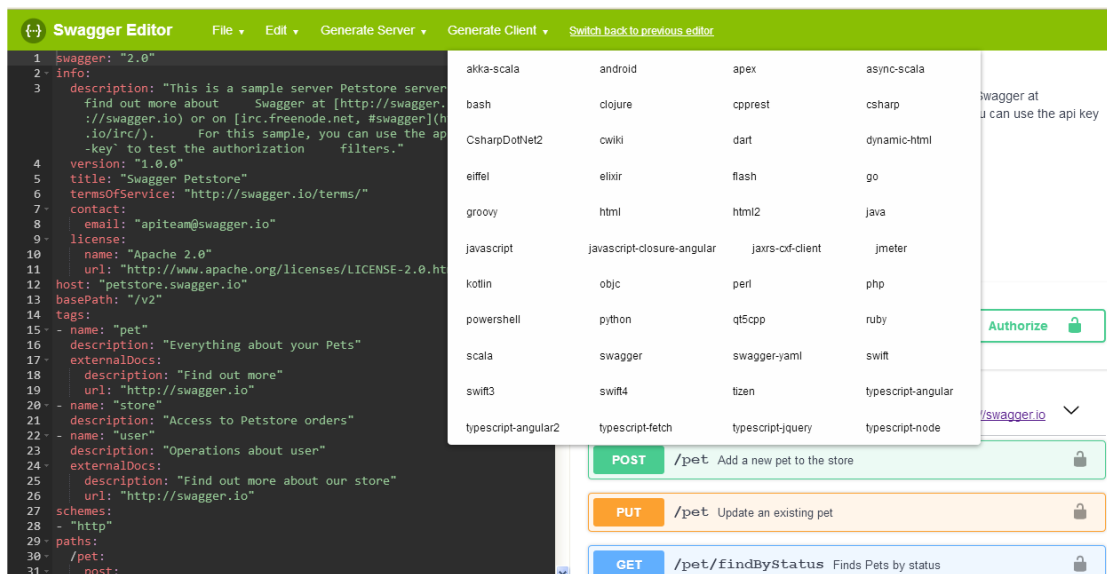 {··} Swagger Editor File ▾ Edit ▾ Generate Server ▾ Generate Client ▾ Switch back to previous editor
1 swagger: "2.0"
2 info:
3 description: "This is a sample server Petstore server
find out more about     Swagger at [http://swagger.
://swagger.io) or on [irc.freenode.net, #swagger](h
.io/irc/).      For this sample, you can use the ap
-key` to test the authorization     filters."
4 version: "1.0.0"
5 title: "Swagger Petstore"
6 termsOfService: "http://swagger.io/terms/"
7 contact:
8 email: "apiteam@swagger.io"
9 license:
10 name: "Apache 2.0"
11 url: "http://www.apache.org/licenses/LICENSE-2.0.ht
12 host: "petstore.swagger.io"
13 basePath: "/v2"
14 tags:
15 - name: "pet"
16 description: "Everything about your Pets"
17 externalDocs:
18 description: "Find out more"
19 url: "http://swagger.io"
20 - name: "store"
21 description: "Access to Petstore orders"
22 - name: "user"
23 description: "Operations about user"
24 externalDocs:
25 description: "Find out more about our store"
26 url: "http://swagger.io"
27 schemes:
28 - "http"
29 paths:
30 /pet:
31 post:
akka-scala android apex async-scala
bash clojure cpprest csharp
CsharpDotNet2 cwiki dart dynamic-html
eiffel elixir flash go
groovy html html2 java
javascript javascript-closure-angular jaxrs-cxf-client jmeter
kotlin objc perl php
powershell python qt5cpp ruby
scala swagger swagger-yaml swift
swift3 swift4 tizen typescript-angular
typescript-angular2 typescript-fetch typescript-jquery typescript-node
Swagger at
u can use the api key
Authorize
//swagger.io
POST /pet Add a new pet to the store
PUT /pet Update an existing pet
GET /pet/findByStatus Finds Pets by status